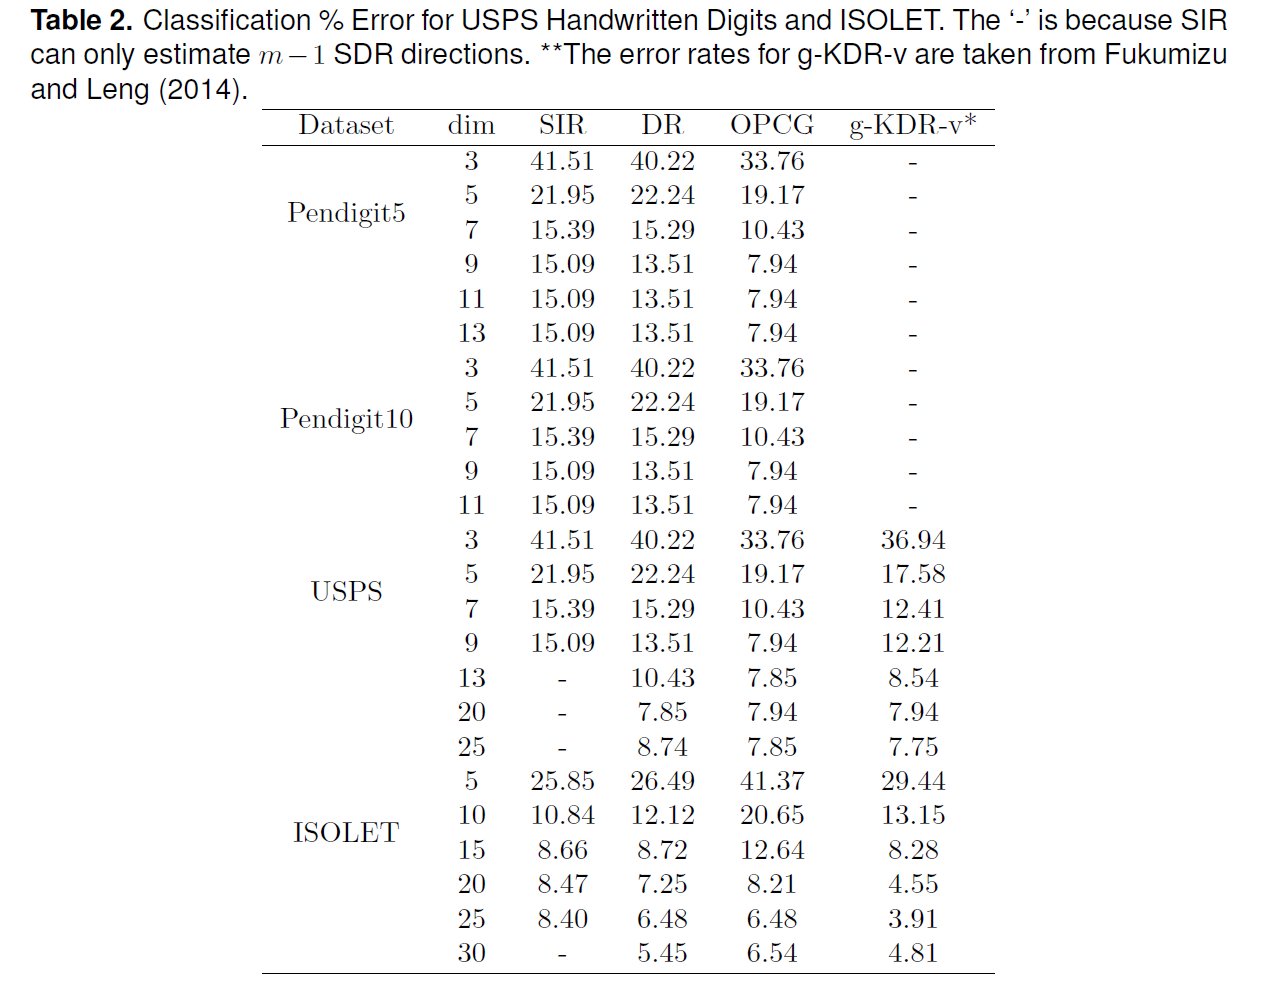 Table 2. Classification % Error for USPS Handwritten Digits and ISOLET. The ‘-’ is because SIR
can only estimate m − 1 SDR directions. **The error rates for g-KDR-v are taken from Fukumizu
and Leng (2014).
Dataset dim SIR DR OPCG g-KDR-v*
3 41.51 40.22 33.76 -
5 21.95 22.24 19.17 -
Pendigit5
7 15.39 15.29 10.43 -
9 15.09 13.51 7.94 -
11 15.09 13.51 7.94 -
13 15.09 13.51 7.94 -
3 41.51 40.22 33.76 -
5 21.95 22.24 19.17 -
Pendigit10
7 15.39 15.29 10.43 -
9 15.09 13.51 7.94 -
11 15.09 13.51 7.94 -
3 41.51 40.22 33.76 36.94
5 21.95 22.24 19.17 17.58
USPS
7 15.39 15.29 10.43 12.41
9 15.09 13.51 7.94 12.21
13 - 10.43 7.85 8.54
20 - 7.85 7.94 7.94
25 - 8.74 7.85 7.75
5 25.85 26.49 41.37 29.44
10 10.84 12.12 20.65 13.15
ISOLET
15 8.66 8.72 12.64 8.28
20 8.47 7.25 8.21 4.55
25 8.40 6.48 6.48 3.91
30 - 5.45 6.54 4.81